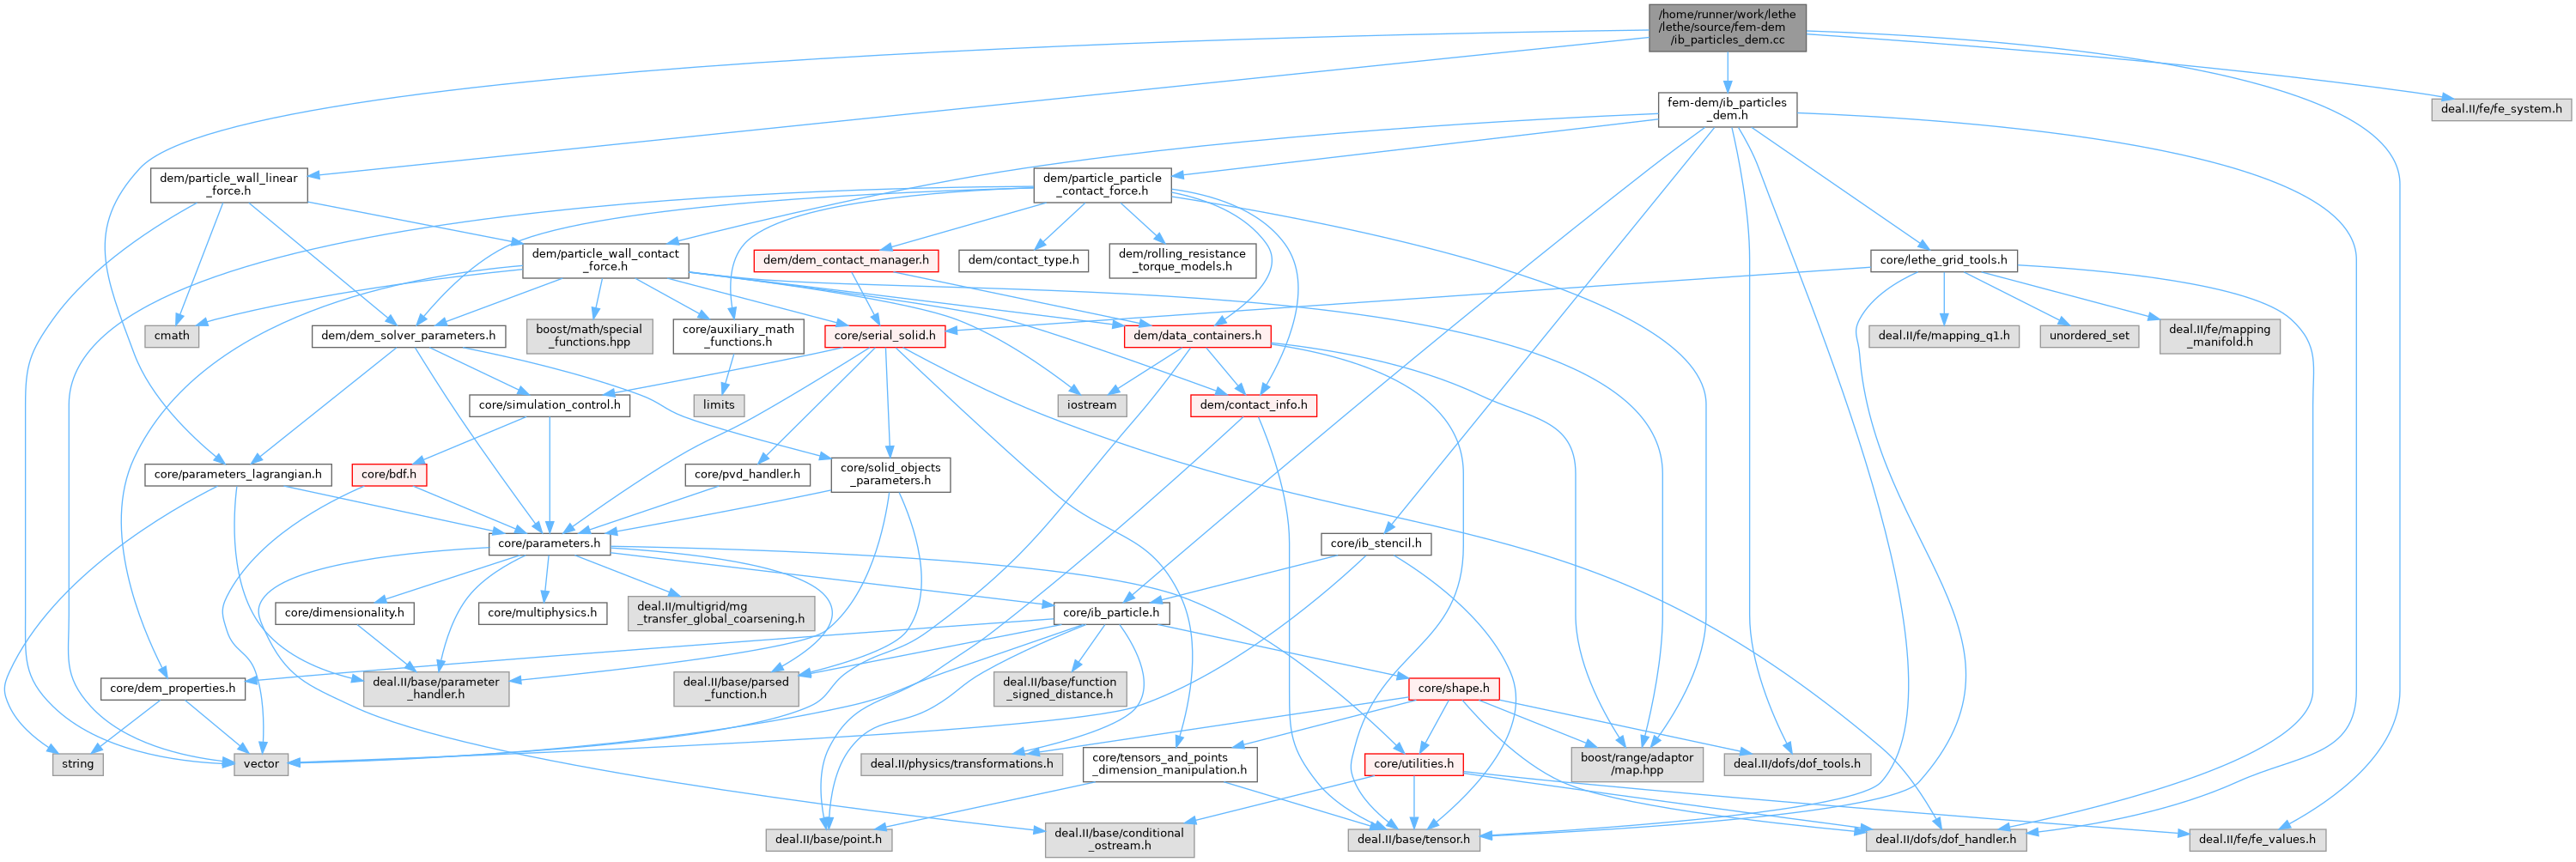 /home/runner/work/lethe
/lethe/source/fem-dem
/ib_particles_dem.cc
fem-dem/ib_particles
_dem.h
deal.II/fe/fe_system.h
dem/particle_wall_linear
_force.h
dem/particle_particle
_contact_force.h
dem/particle_wall_contact
_force.h
dem/dem_contact_manager.h
dem/contact_type.h
dem/rolling_resistance
_torque_models.h
core/lethe_grid_tools.h
cmath
dem/dem_solver_parameters.h
boost/math/special
_functions.hpp
core/auxiliary_math
_functions.h
core/serial_solid.h
dem/data_containers.h
deal.II/fe/mapping_q1.h
unordered_set
deal.II/fe/mapping
_manifold.h
core/simulation_control.h
limits
iostream
dem/contact_info.h
core/parameters_lagrangian.h
core/bdf.h
core/pvd_handler.h
core/solid_objects
_parameters.h
core/parameters.h
core/ib_stencil.h
core/dimensionality.h
core/multiphysics.h
deal.II/multigrid/mg
_transfer_global_coarsening.h
core/ib_particle.h
core/dem_properties.h
deal.II/base/parameter
_handler.h
deal.II/base/parsed
_function.h
deal.II/base/function
_signed_distance.h
core/shape.h
string
vector
deal.II/physics/transformations.h
core/tensors_and_points
_dimension_manipulation.h
core/utilities.h
boost/range/adaptor
/map.hpp
deal.II/dofs/dof_tools.h
deal.II/base/point.h
deal.II/base/conditional
_ostream.h
deal.II/base/tensor.h
deal.II/dofs/dof_handler.h
deal.II/fe/fe_values.h